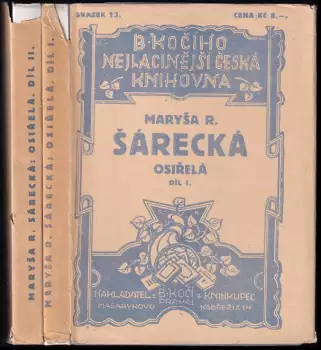 SVAZEK 13.
CENA KČ 8.–.
B. KOČÍHO
NEJLACINĚJŠÍ ČESKÁ
KNIHOVNA
MARYŠA R.
ŠÁRECKÁ
OSIŘELÁ
DÍL I.
NAKLADATEL B. KOČÍ KNIHKUPEC
PRAHA I
MASARYKOVO NÁBŘEŽÍ 14
MARYŠA R. ŠÁRECKÁ: OSIŘELÁ. DÍL II.
MARYŠA R. ŠÁRECKÁ: OSIŘELÁ. DÍL I.